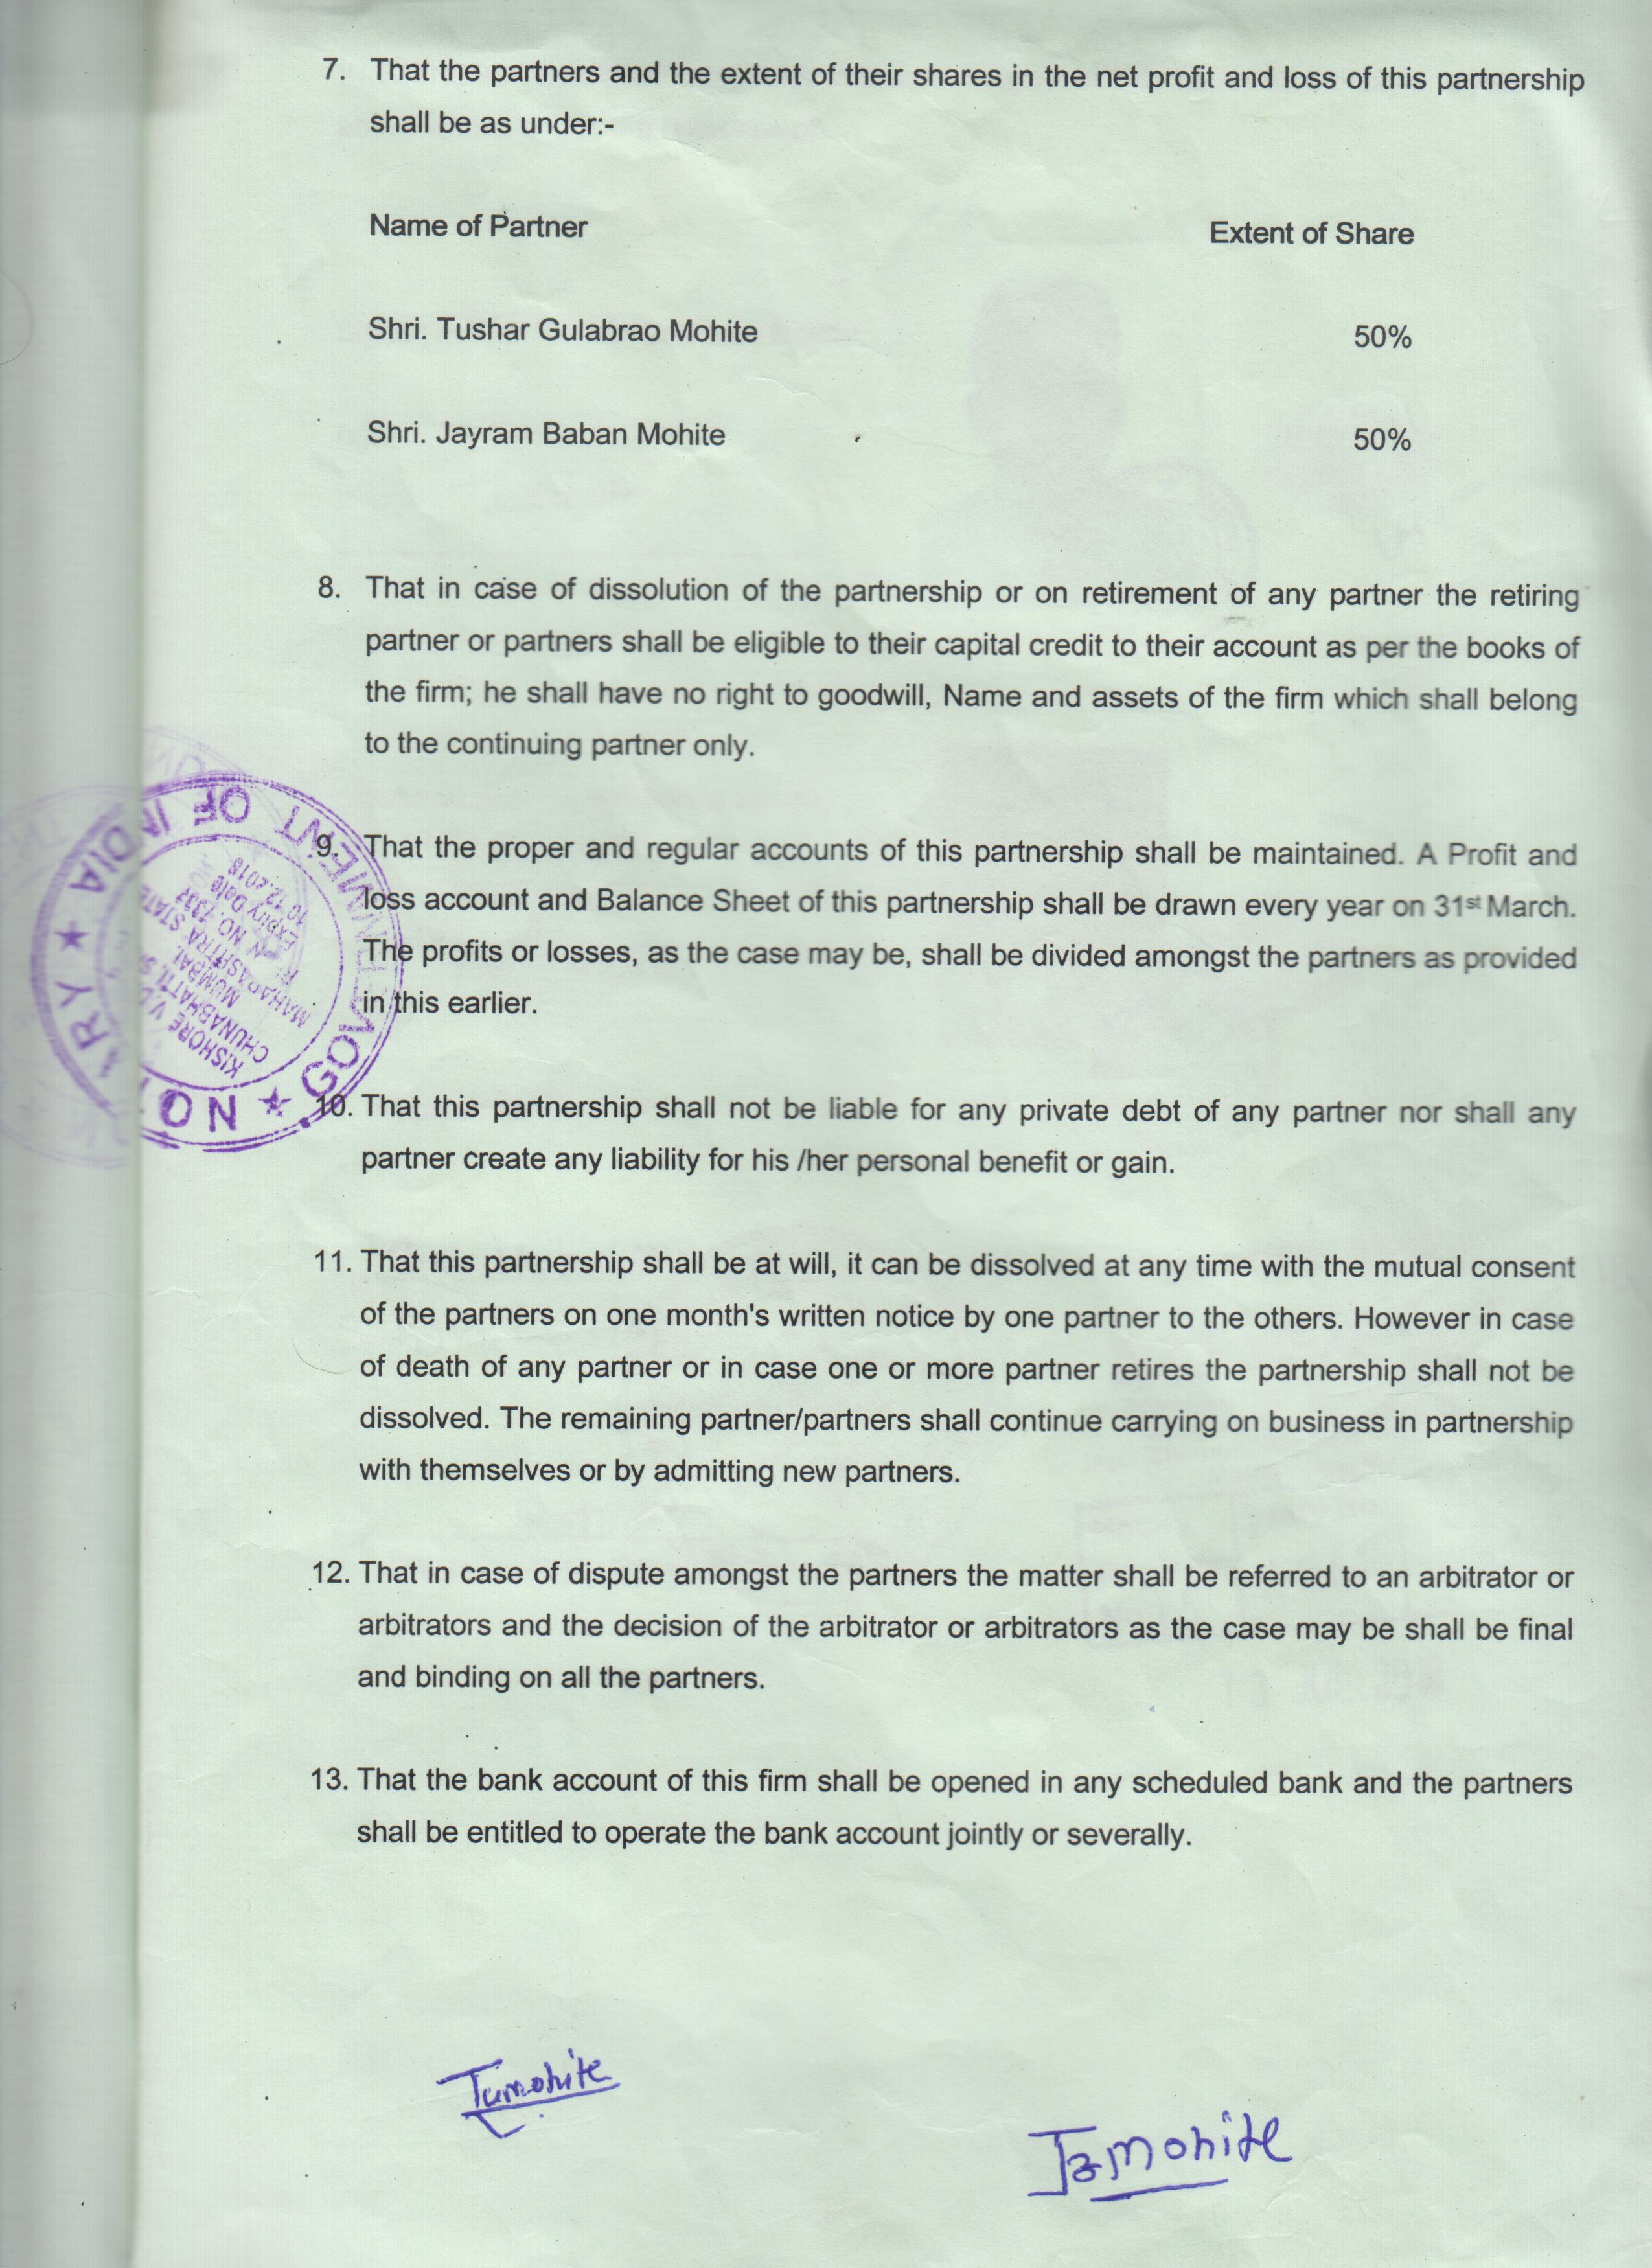 7. That the partners and the extent of their shares in the net profit and loss of this partnership
shall be as under:-
Name of Partner Extent of Share
Shri. Tushar Gulabrao Mohite 50%
Shri. Jayram Baban Mohite 50%
8. That in case of dissolution of the partnership or on retirement of any partner the retiring
partner or partners shall be eligible to their capital credit to their account as per the books of
the firm; he shall have no right to goodwill, Name and assets of the firm which shall belong
to the continuing partner only.
9. That the proper and regular accounts of this partnership shall be maintained. A Profit and
loss account and Balance Sheet of this partnership shall be drawn every year on 31st March.
The profits or losses, as the case may be, shall be divided amongst the partners as provided
in this earlier.
10. That this partnership shall not be liable for any private debt of any partner nor shall any
partner create any liability for his /her personal benefit or gain.
11. That this partnership shall be at will, it can be dissolved at any time with the mutual consent
of the partners on one month's written notice by one partner to the others. However in case
of death of any partner or in case one or more partner retires the partnership shall not be
dissolved. The remaining partner/partners shall continue carrying on business in partnership
with themselves or by admitting new partners.
12. That in case of dispute amongst the partners the matter shall be referred to an arbitrator or
arbitrators and the decision of the arbitrator or arbitrators as the case may be shall be final
and binding on all the partners.
13. That the bank account of this firm shall be opened in any scheduled bank and the partners
shall be entitled to operate the bank account jointly or severally.
GOVERNMENT OF INDIA
KISHORE V.
CHUNABHATTI,
MUMBAI.
MAHARASHTRA STATE
Expiry Date
10.12.2018
Tgmohite
JBMohite